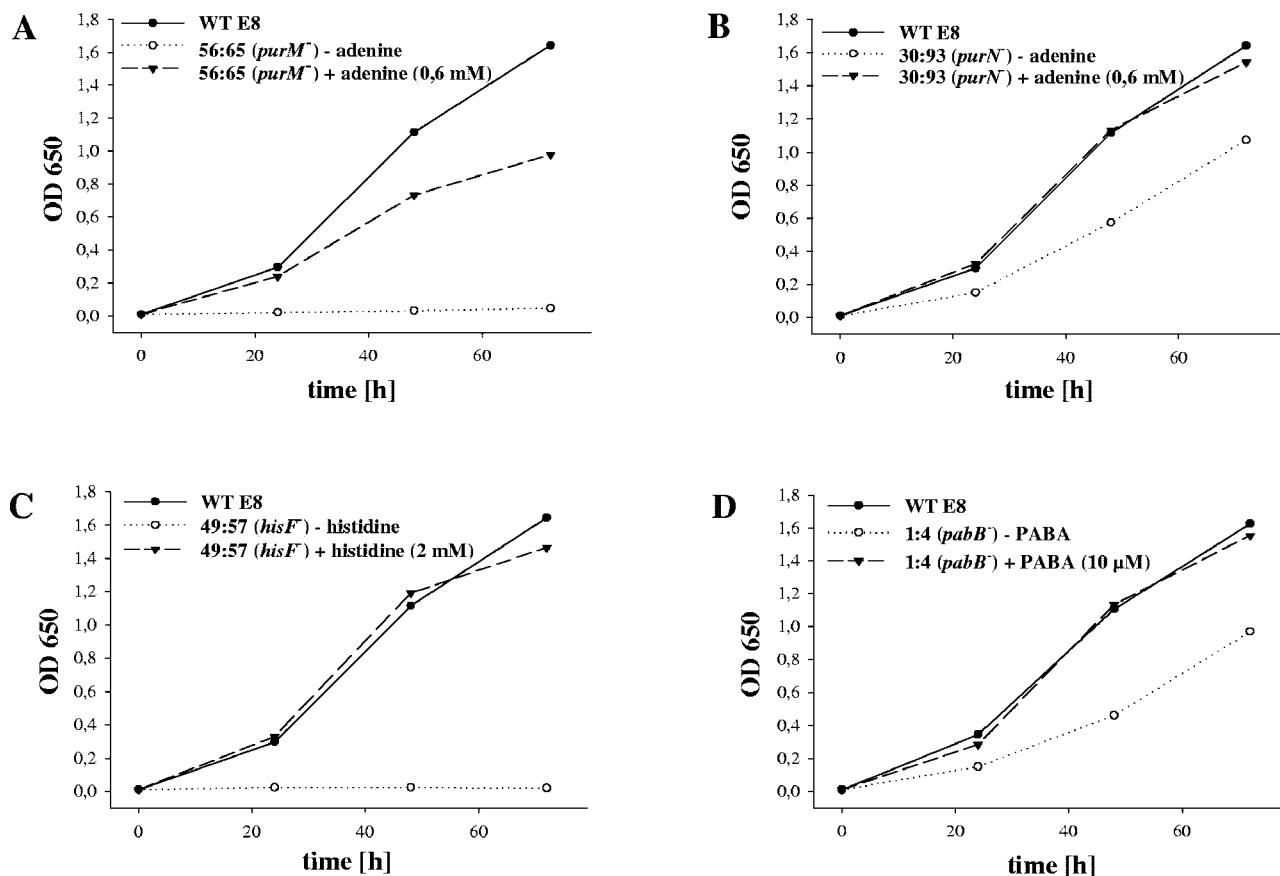 A
WT E8
56:65 (purM⁻) - adenine
56:65 (purM⁻) + adenine (0,6 mM)
1,8
1,6
1,4
1,2
1,0
0,8
0,6
0,4
0,2
0,0
OD 650
0 20 40 60
time [h]
B
WT E8
30:93 (purN⁻) - adenine
30:93 (purN⁻) + adenine (0,6 mM)
1,8
1,6
1,4
1,2
1,0
0,8
0,6
0,4
0,2
0,0
OD 650
0 20 40 60
time [h]
C
WT E8
49:57 (hisF⁻) - histidine
49:57 (hisF⁻) + histidine (2 mM)
1,8
1,6
1,4
1,2
1,0
0,8
0,6
0,4
0,2
0,0
OD 650
0 20 40 60
time [h]
D
WT E8
1:4 (pabB⁻) - PABA
1:4 (pabB⁻) + PABA (10 µM)
1,8
1,6
1,4
1,2
1,0
0,8
0,6
0,4
0,2
0,0
OD 650
0 20 40 60
time [h]